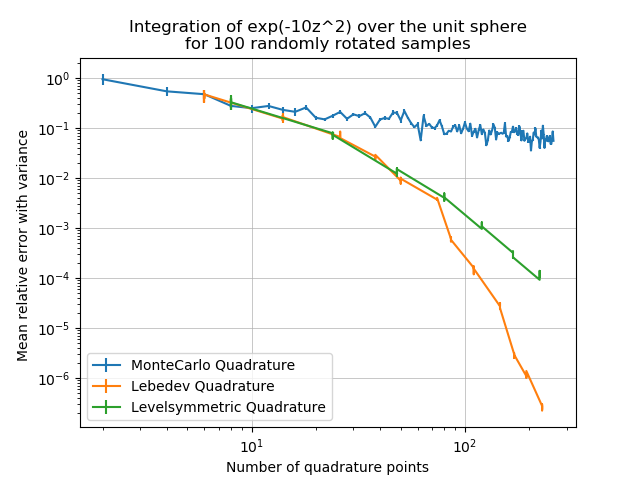 Integration of exp(-10z^2) over the unit sphere
for 100 randomly rotated samples
Mean relative error with variance
10^0
10^-1
10^-2
10^-3
10^-4
10^-5
10^-6
MonteCarlo Quadrature
Lebedev Quadrature
Levelsymmetric Quadrature
10^1
10^2
Number of quadrature points